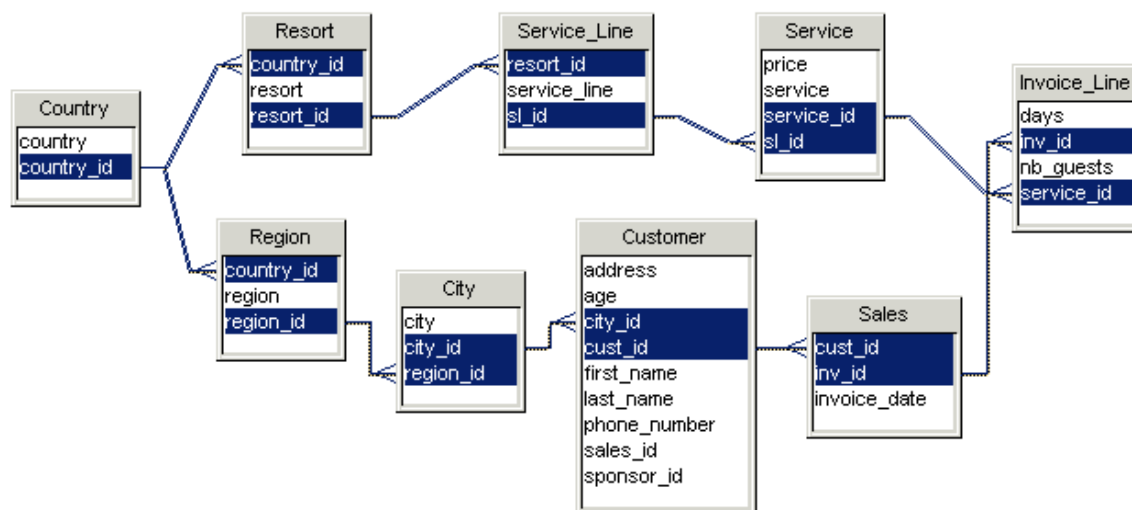 Country
country
country_id
Resort
country_id
resort
resort_id
Service_Line
resort_id
service_line
sl_id
Service
price
service
service_id
sl_id
Invoice_Line
days
inv_id
nb_guests
service_id
Region
country_id
region
region_id
City
city
city_id
region_id
Customer
address
age
city_id
cust_id
first_name
last_name
phone_number
sales_id
sponsor_id
Sales
cust_id
inv_id
invoice_date